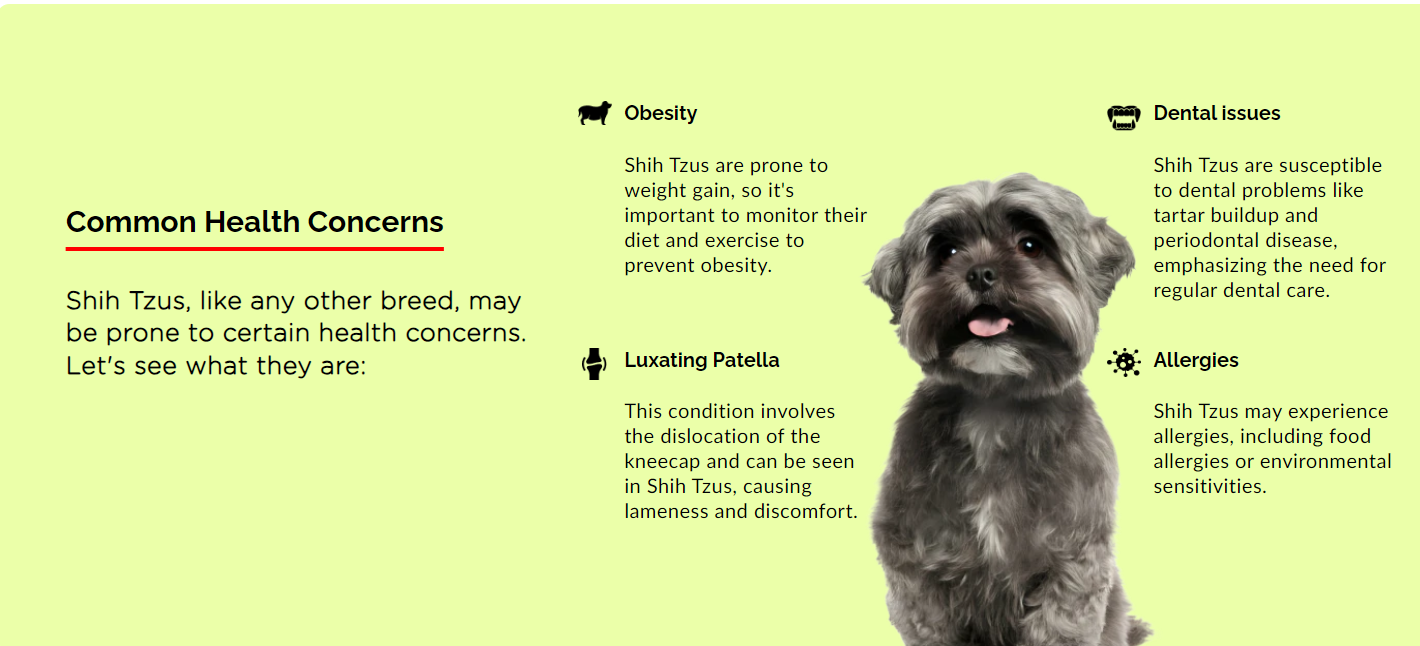 Common Health Concerns
Shih Tzus, like any other breed, may
be prone to certain health concerns.
Let's see what they are:
Obesity
Shih Tzus are prone to
weight gain, so it's
important to monitor their
diet and exercise to
prevent obesity.
Dental issues
Shih Tzus are susceptible
to dental problems like
tartar buildup and
periodontal disease,
emphasizing the need for
regular dental care.
Luxating Patella
This condition involves
the dislocation of the
kneecap and can be seen
in Shih Tzus, causing
lameness and discomfort.
Allergies
Shih Tzus may experience
allergies, including food
allergies or environmental
sensitivities.